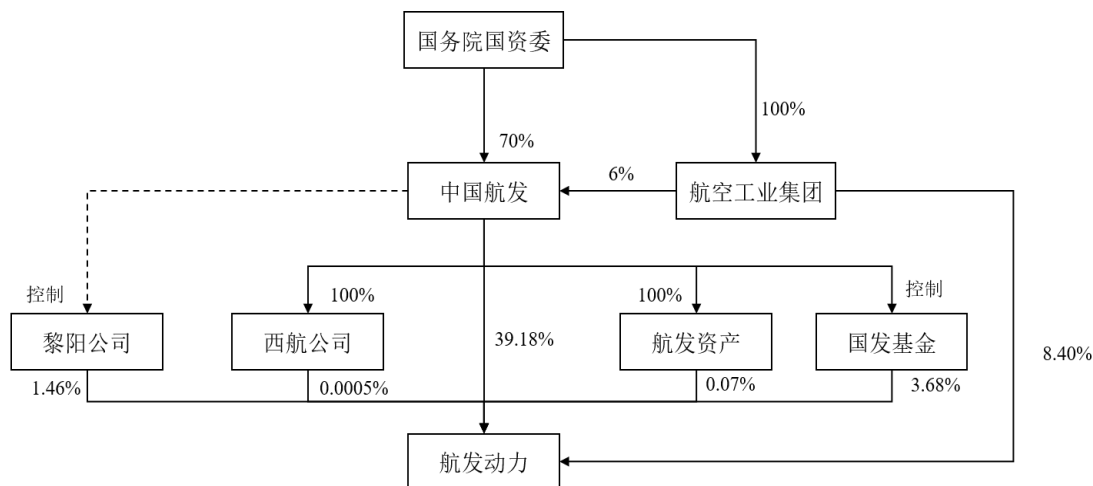 国务院国资委
100%
70%
中国航发
6%
航空工业集团
控制
100%
100%
控制
黎阳公司
西航公司
39.18%
航发资产
国发基金
8.40%
1.46%
0.0005%
0.07%
3.68%
航发动力